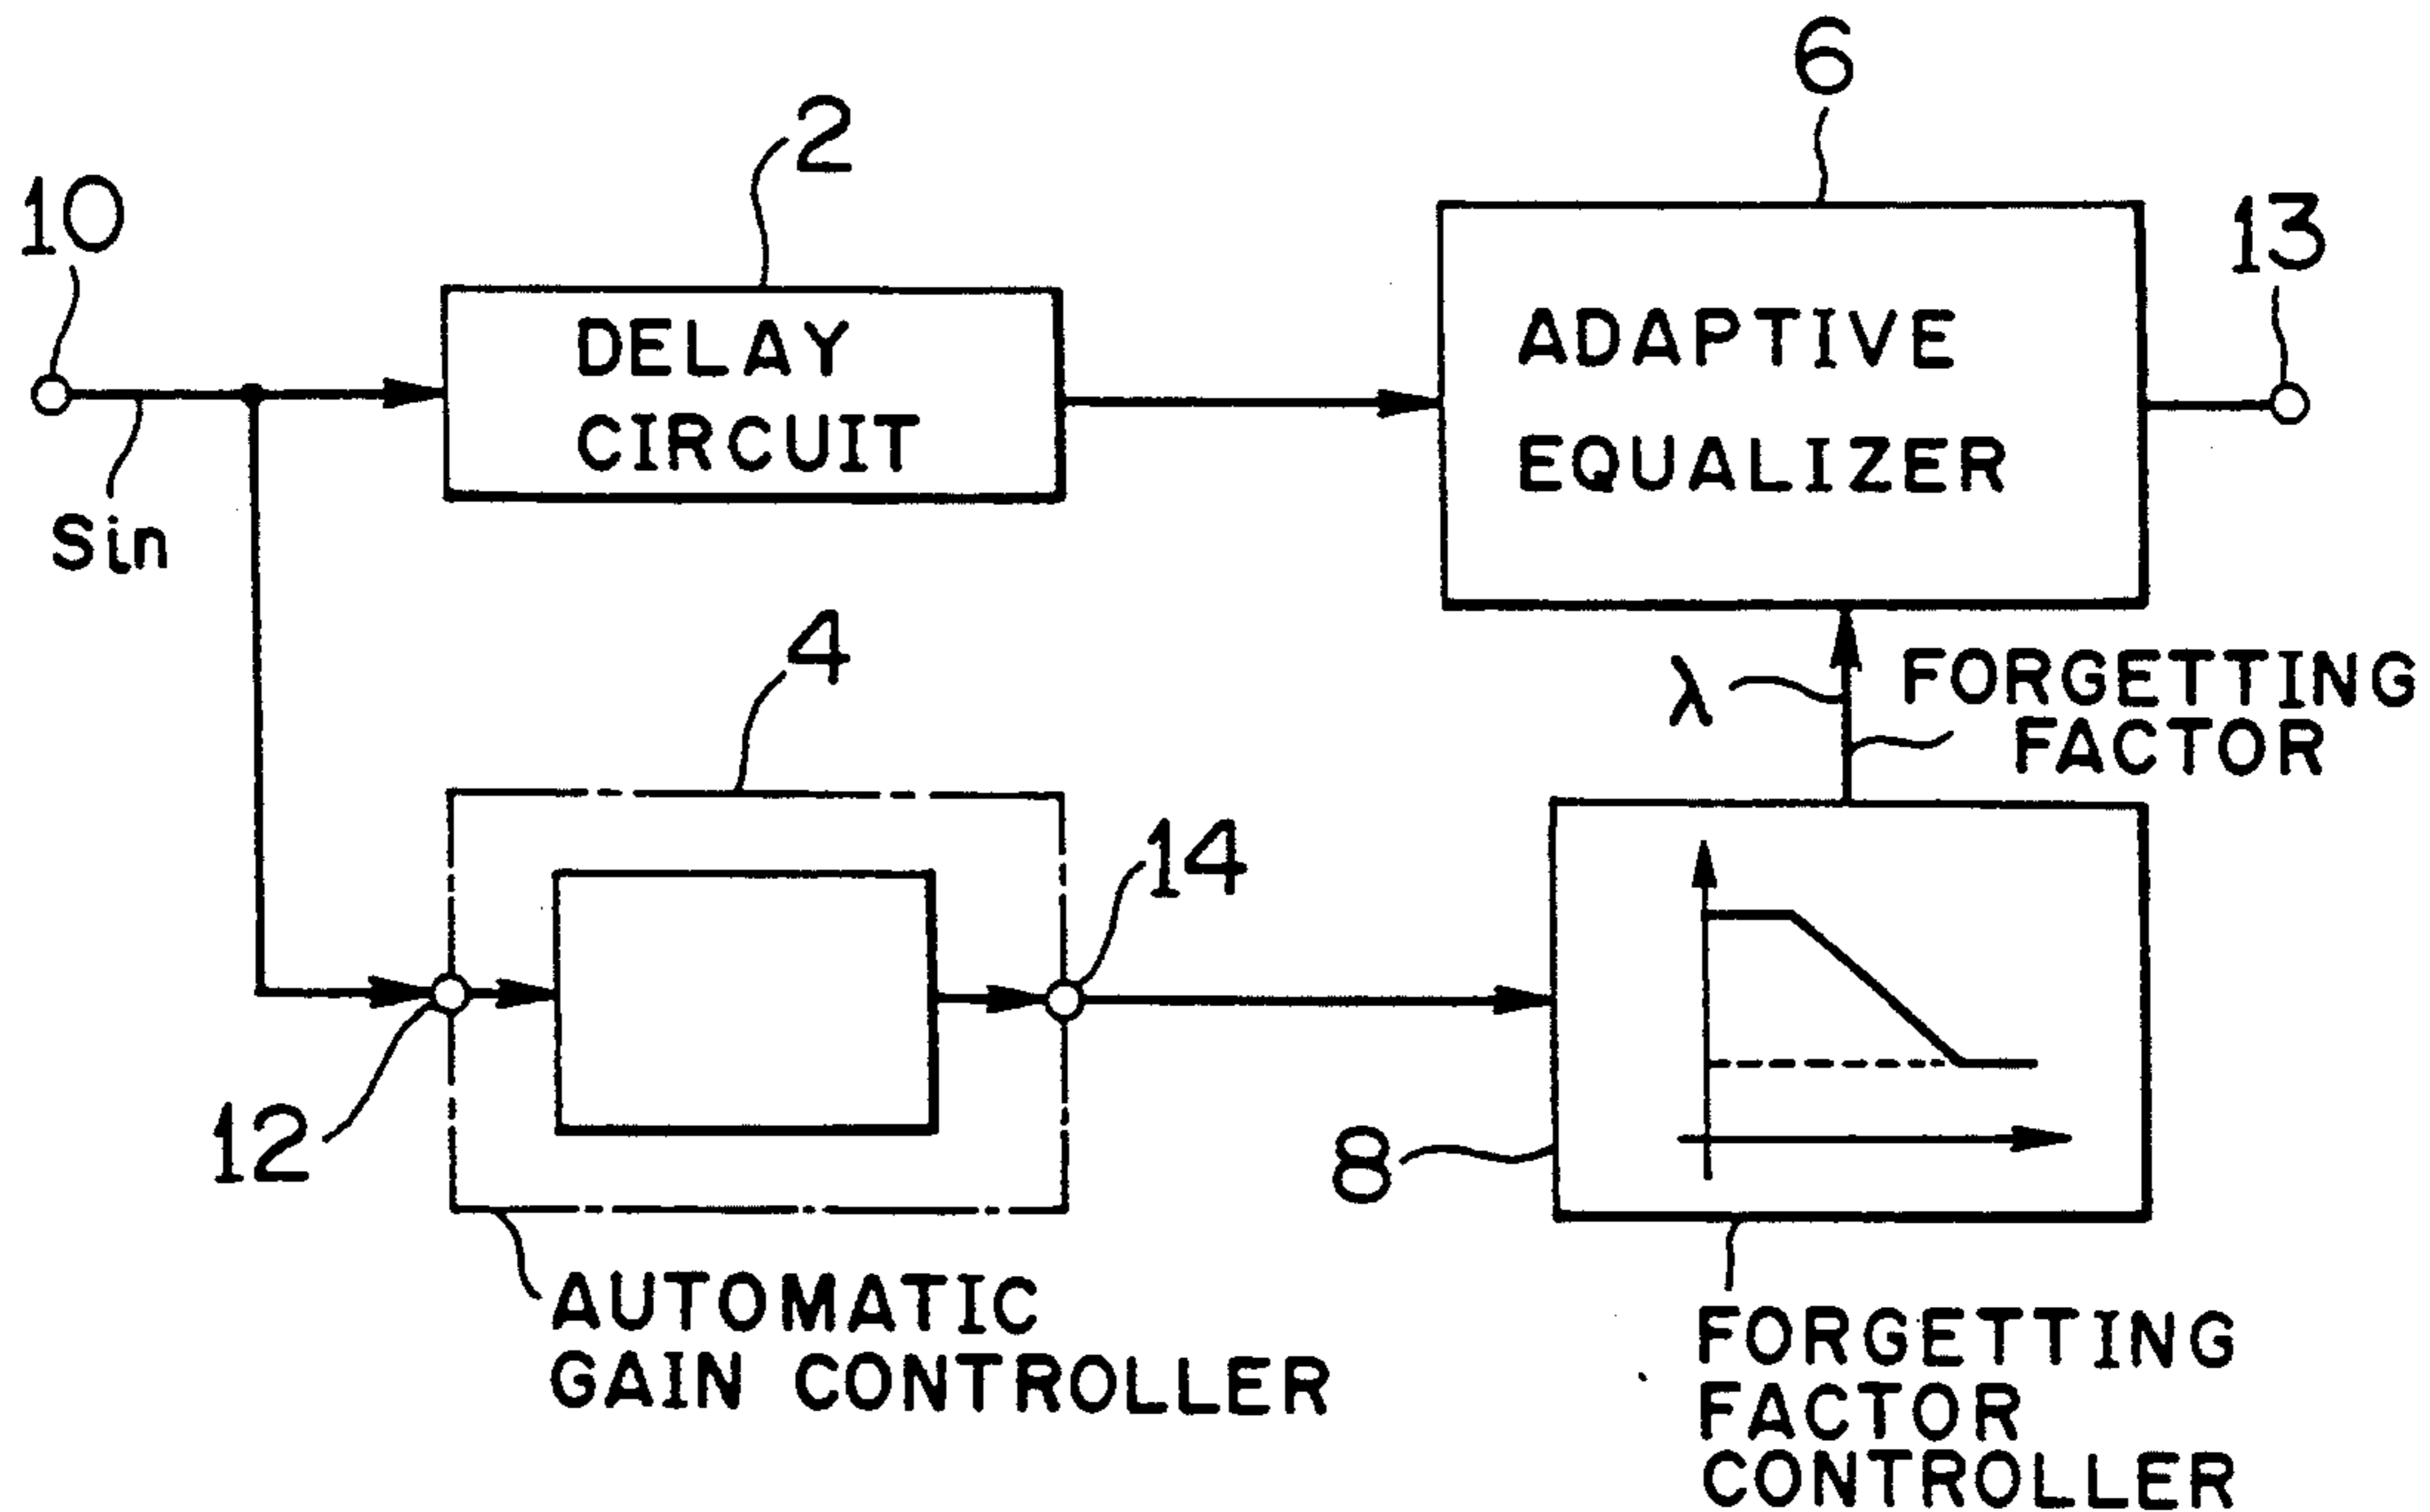 6
2
10
13
DELAY
CIRCUIT
ADAPTIVE
EQUALIZER
Sin
4
λ
FORGETTING
FACTOR
14
12
8
AUTOMATIC
GAIN CONTROLLER
FORGETTING
FACTOR
CONTROLLER